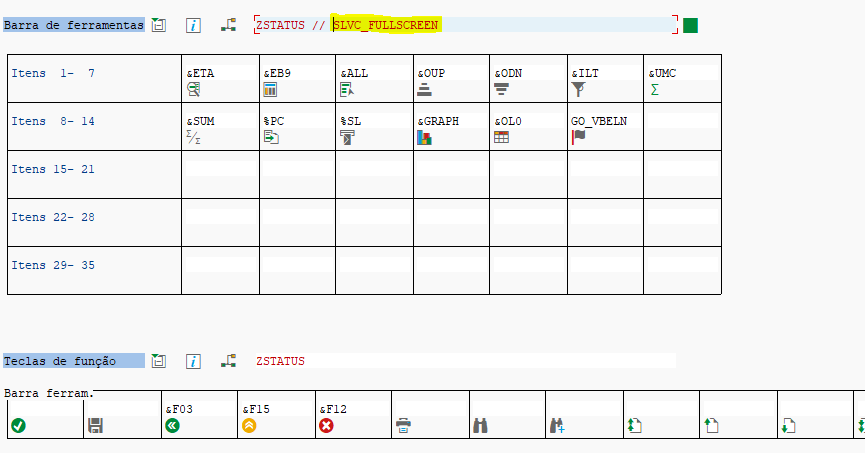 Barra de ferramentas ZSTATUS // SLVC_FULLSCREEN
Itens 1- 7 &ETA &EB9 &ALL &OUP &ODN &ILT &UMC
Itens 8- 14 &SUM %PC %SL &GRAPH &OL0 GO_VBELN
Itens 15- 21
Itens 22- 28
Itens 29- 35
Teclas de função ZSTATUS
Barra ferram.
&F03 &F15 &F12